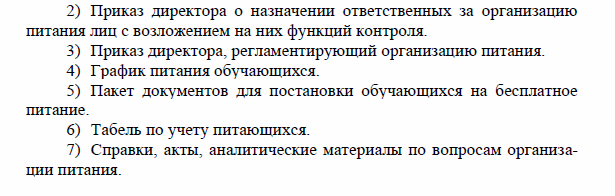 2) Приказ директора о назначении ответственных за организацию
питания лиц с возложением на них функций контроля.
3) Приказ директора, регламентирующий организацию питания.
4) График питания обучающихся.
5) Пакет документов для постановки обучающихся на бесплатное
питание.
6) Табель по учету питающихся.
7) Справки, акты, аналитические материалы по вопросам организа-
ции питания.